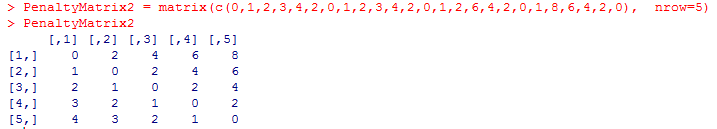 > PenaltyMatrix2 = matrix(c(0,1,2,3,4,2,0,1,2,3,4,2,0,1,2,6,4,2,0,1,8,6,4,2,0),  nrow=5)
> PenaltyMatrix2
     [,1] [,2] [,3] [,4] [,5]
[1,]    0    2    4    6    8
[2,]    1    0    2    4    6
[3,]    2    1    0    2    4
[4,]    3    2    1    0    2
[5,]    4    3    2    1    0